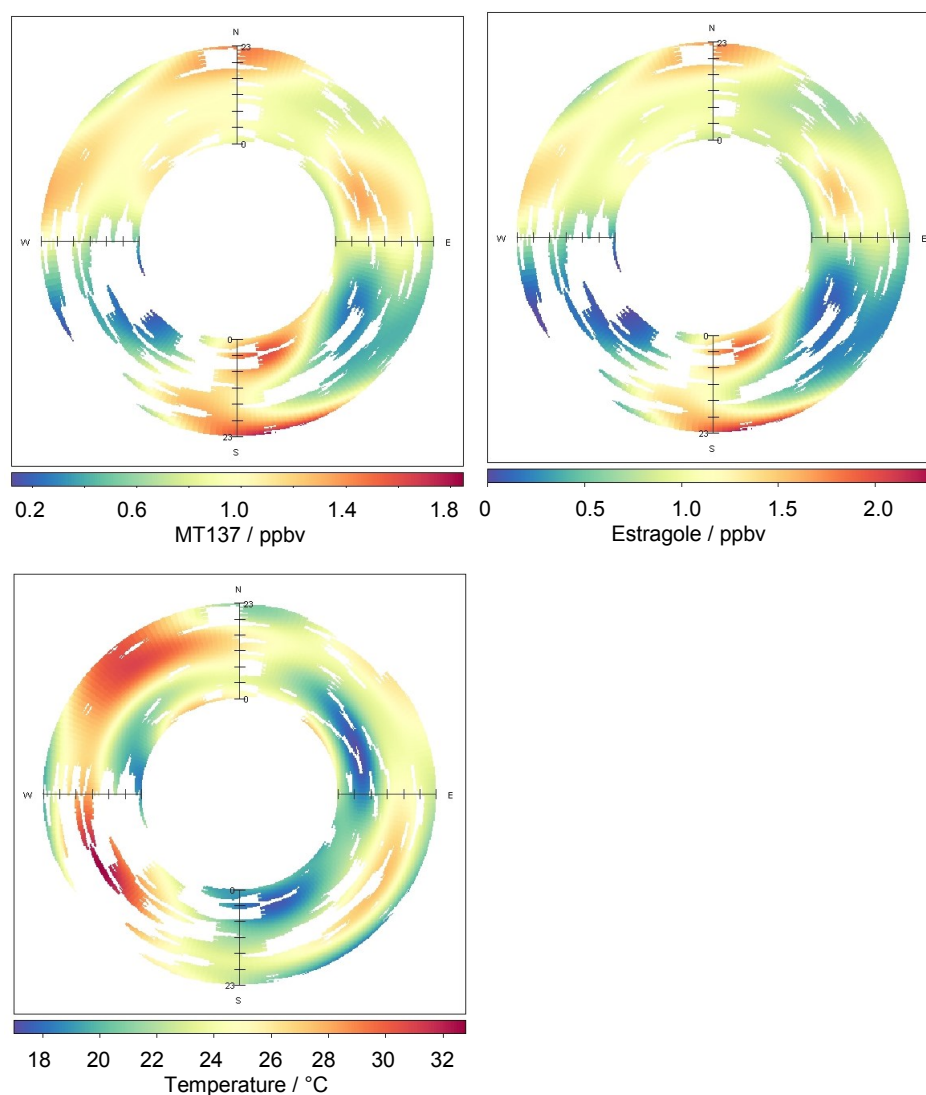 N
23
0
W
E
0
23
S
0.2 0.6 1.0 1.4 1.8
MT137 / ppbv
N
23
0
W
E
0
23
S
0 0.5 1.0 1.5 2.0
Estragole / ppbv
N
23
0
W
E
0
23
S
18 20 22 24 26 28 30 32
Temperature / °C